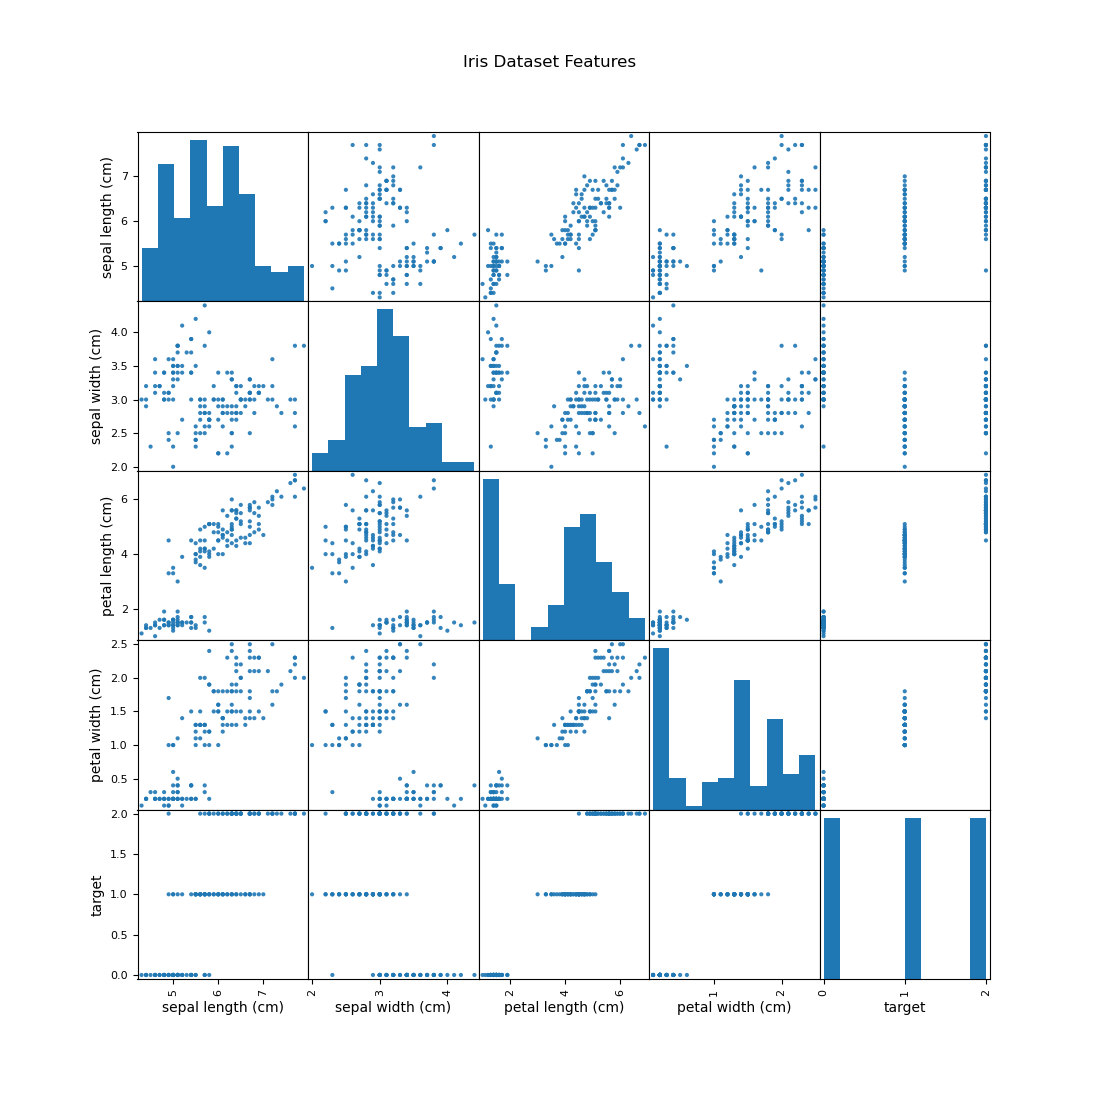 Iris Dataset Features
sepal length (cm)
7
6
5
sepal width (cm)
4.0
3.5
3.0
2.5
2.0
petal length (cm)
6
4
2
petal width (cm)
2.5
2.0
1.5
1.0
0.5
target
2.0
1.5
1.0
0.5
0.0
5 6 7 2 3 4 2 4 6 1 2 0 1 2
sepal length (cm) sepal width (cm) petal length (cm) petal width (cm) target